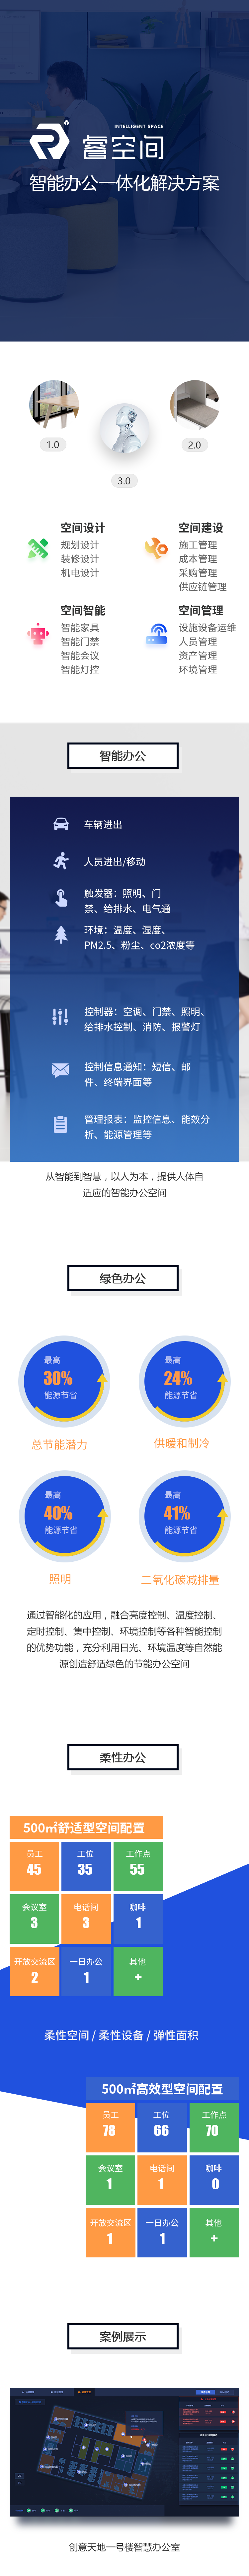 INTELLIGENT SPACE
睿空间
智能办公一体化解决方案
1.0
2.0
3.0
空间设计
规划设计
装修设计
机电设计
空间建设
施工管理
成本管理
采购管理
供应链管理
空间智能
智能家具
智能门禁
智能会议
智能灯控
空间管理
设施设备运维
人员管理
资产管理
环境管理
智能办公
车辆进出
人员进出/移动
触发器：照明、门
禁、给排水、电气通
环境：温度、湿度、
PM2.5、粉尘、co2浓度等
控制器：空调、门禁、照明、
给排水控制、消防、报警灯
控制信息通知：短信、邮
件、终端界面等
管理报表：监控信息、能效分
析、能源管理等
从智能到智慧，以人为本，提供人体自
适应的智能办公空间
绿色办公
最高
30%
能源节省
总节能潜力
最高
24%
能源节省
供暖和制冷
最高
40%
能源节省
照明
最高
41%
能源节省
二氧化碳减排量
通过智能化的应用，融合亮度控制、温度控制、
定时控制、集中控制、环境控制等各种智能控制
的优势功能，充分利用日光、环境温度等自然能
源创造舒适绿色的节能办公空间
柔性办公
500㎡舒适型空间配置
员工
45
工位
35
工作点
55
会议室
3
电话间
3
咖啡
1
开放交流区
2
一日办公
1
其他
+
柔性空间 / 柔性设备 / 弹性面积
500㎡高效型空间配置
员工
78
工位
66
工作点
70
会议室
1
电话间
1
咖啡
0
开放交流区
1
一日办公
1
其他
+
案例展示
创意天地一号楼智慧办公室